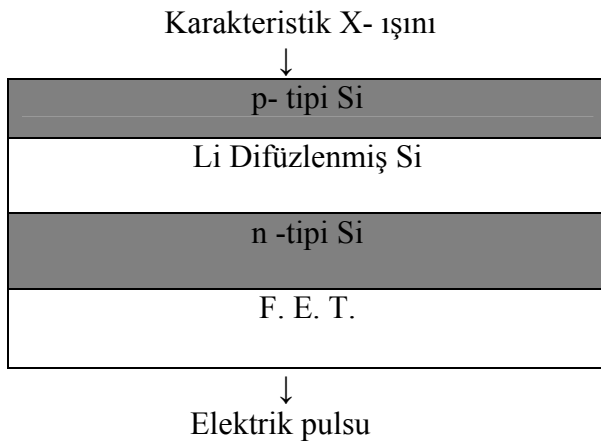 Karakteristik X- ışını
↓
p- tipi Si
Li Difüzlenmiş Si
n -tipi Si
F. E. T.
↓
Elektrik pulsu